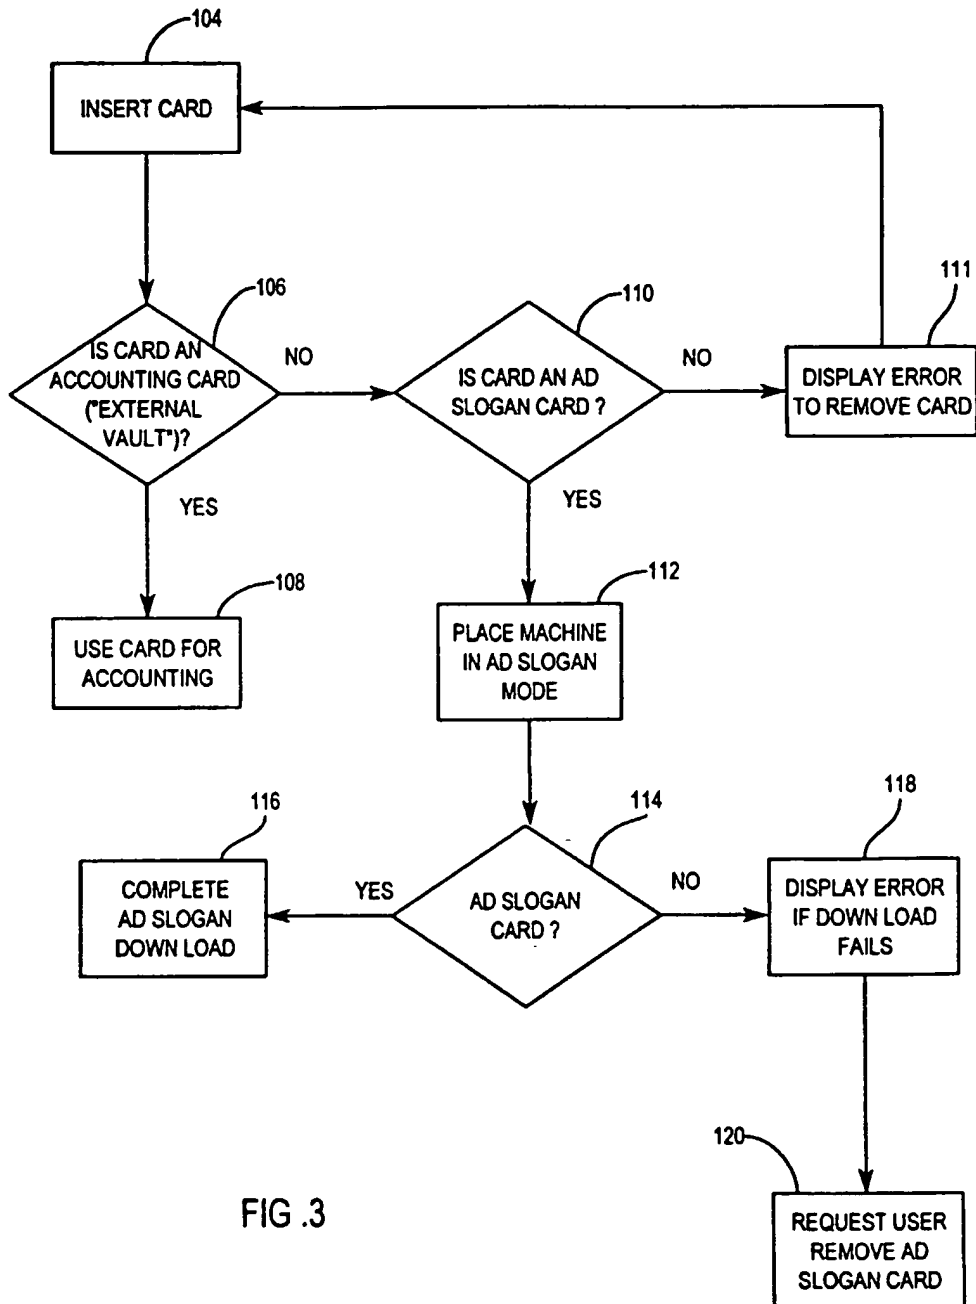 104
INSERT CARD
106
IS CARD AN
ACCOUNTING CARD
("EXTERNAL
VAULT")?
NO
YES
108
USE CARD FOR
ACCOUNTING
110
IS CARD AN AD
SLOGAN CARD ?
NO
YES
111
DISPLAY ERROR
TO REMOVE CARD
112
PLACE MACHINE
IN AD SLOGAN
MODE
114
AD SLOGAN
CARD ?
YES
NO
116
COMPLETE
AD SLOGAN
DOWN LOAD
118
DISPLAY ERROR
IF DOWN LOAD
FAILS
120
REQUEST USER
REMOVE AD
SLOGAN CARD
FIG .3